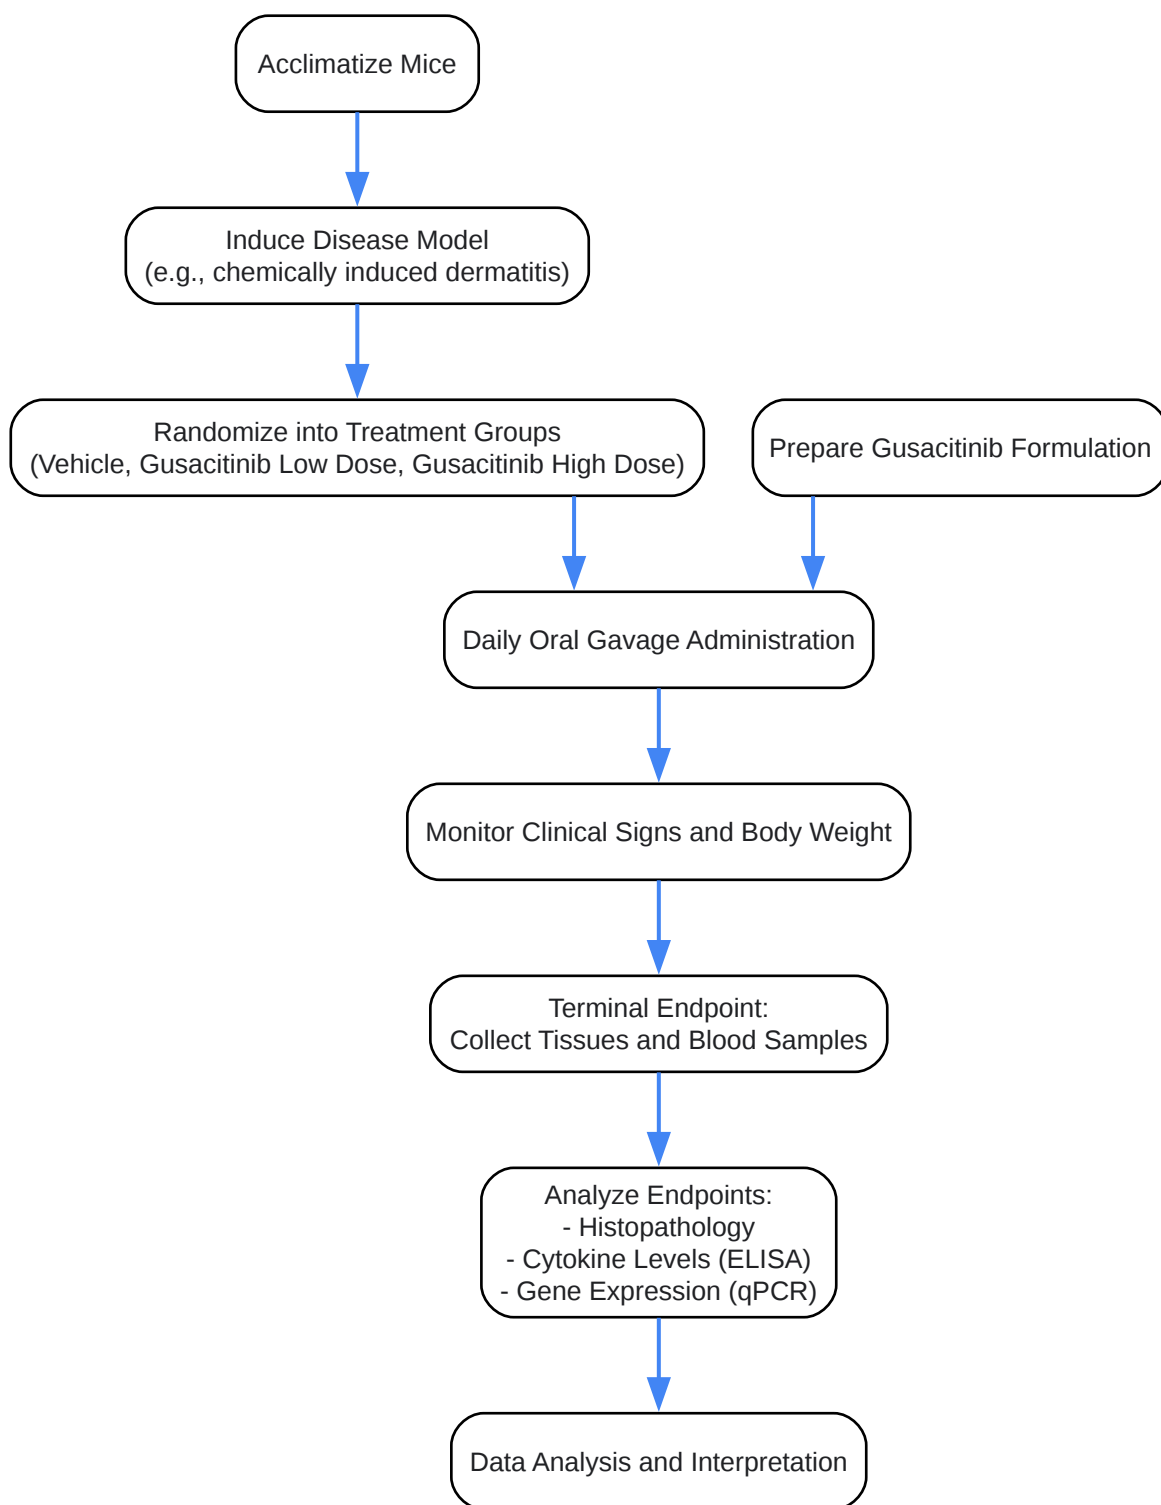 Acclimatize Mice
Induce Disease Model
(e.g., chemically induced dermatitis)
Randomize into Treatment Groups
(Vehicle, Gusacitinib Low Dose, Gusacitinib High Dose)
Prepare Gusacitinib Formulation
Daily Oral Gavage Administration
Monitor Clinical Signs and Body Weight
Terminal Endpoint:
Collect Tissues and Blood Samples
Analyze Endpoints:
- Histopathology
- Cytokine Levels (ELISA)
- Gene Expression (qPCR)
Data Analysis and Interpretation